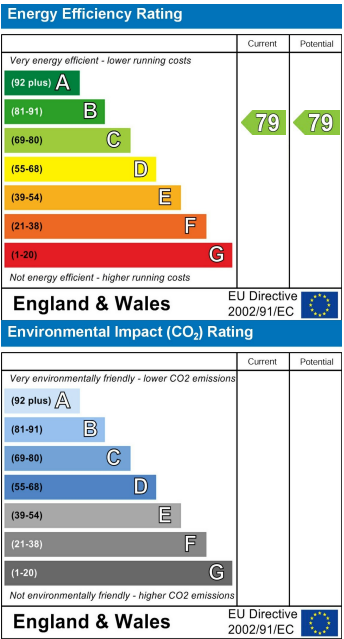 Energy Efficiency Rating
Current Potential
Very energy efficient - lower running costs
(92 plus) A
(81-91) B
79 79
(69-80) C
(55-68) D
(39-54) E
(21-38) F
(1-20) G
Not energy efficient - higher running costs
England & Wales
EU Directive
2002/91/EC
Environmental Impact (CO₂) Rating
Current Potential
Very environmentally friendly - lower CO2 emissions
(92 plus) A
(81-91) B
(69-80) C
(55-68) D
(39-54) E
(21-38) F
(1-20) G
Not environmentally friendly - higher CO2 emissions
England & Wales
EU Directive
2002/91/EC